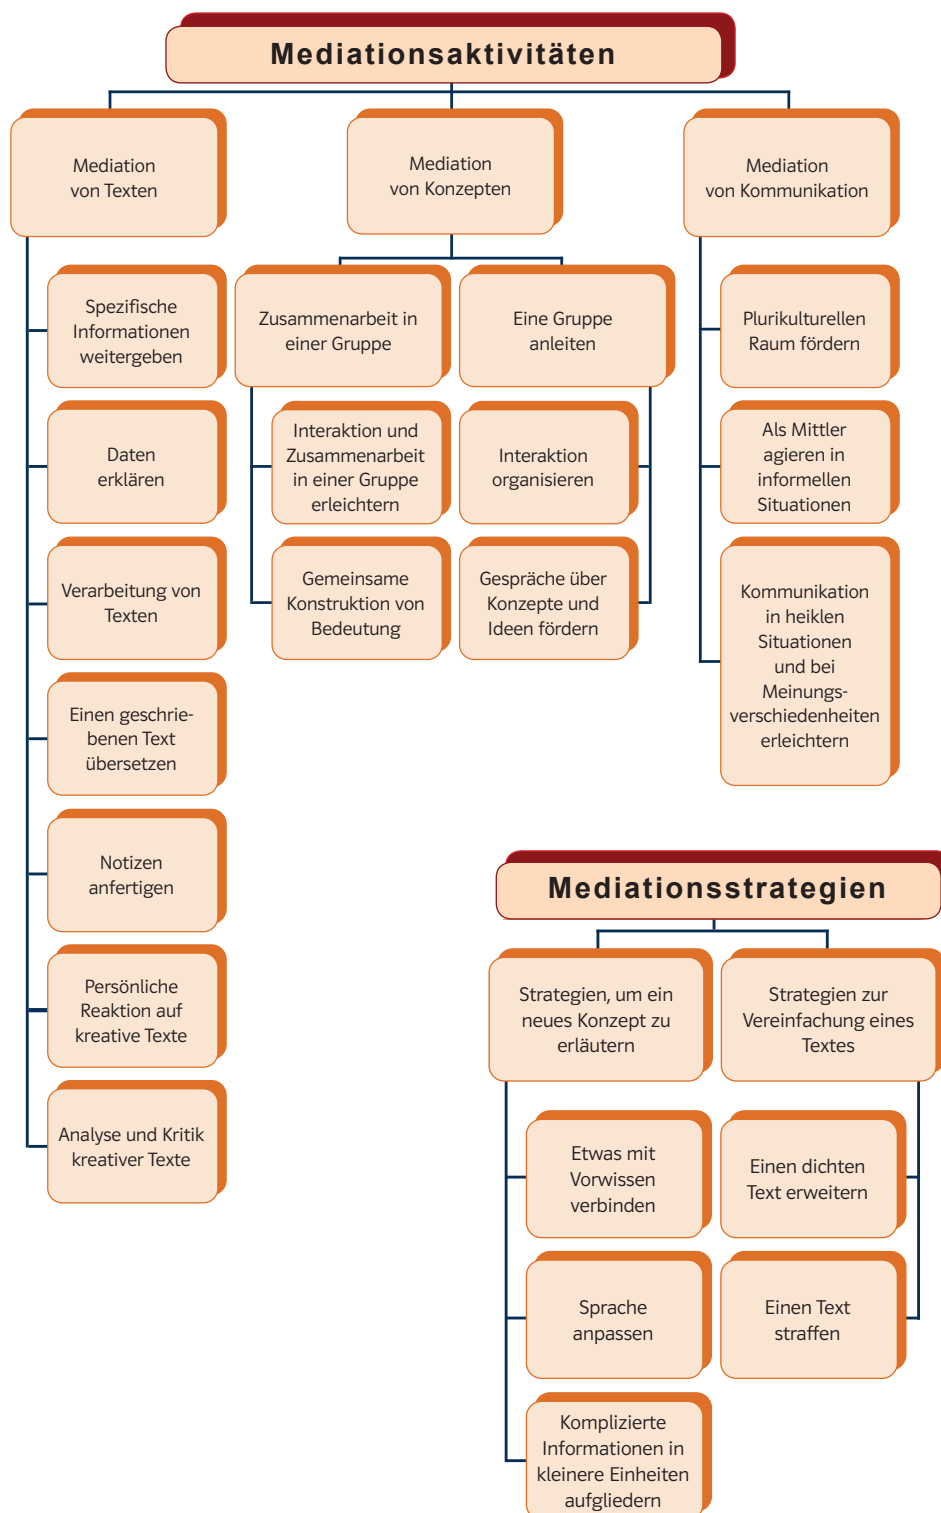 Mediationsaktivitäten
Mediation
von Texten
Spezifische
Informationen
weitergeben
Daten
erklären
Verarbeitung von
Texten
Einen geschrie-
benen Text
übersetzen
Notizen
anfertigen
Persönliche
Reaktion auf
kreative Texte
Analyse und Kritik
kreativer Texte
Mediation
von Konzepten
Zusammenarbeit in
einer Gruppe
Interaktion und
Zusammenarbeit
in einer Gruppe
erleichtern
Gemeinsame
Konstruktion von
Bedeutung
Eine Gruppe
anleiten
Interaktion
organisieren
Gespräche über
Konzepte und
Ideen fördern
Mediation
von Kommunikation
Plurikulturellen
Raum fördern
Als Mittler
agieren in
informellen
Situationen
Kommunikation
in heiklen
Situationen
und bei
Meinungs-
verschiedenheiten
erleichtern
Mediationsstrategien
Strategien, um ein
neues Konzept zu
erläutern
Etwas mit
Vorwissen
verbinden
Sprache
anpassen
Komplizierte
Informationen in
kleinere Einheiten
aufgliedern
Strategien zur
Vereinfachung eines
Textes
Einen dichten
Text erweitern
Einen Text
straffen